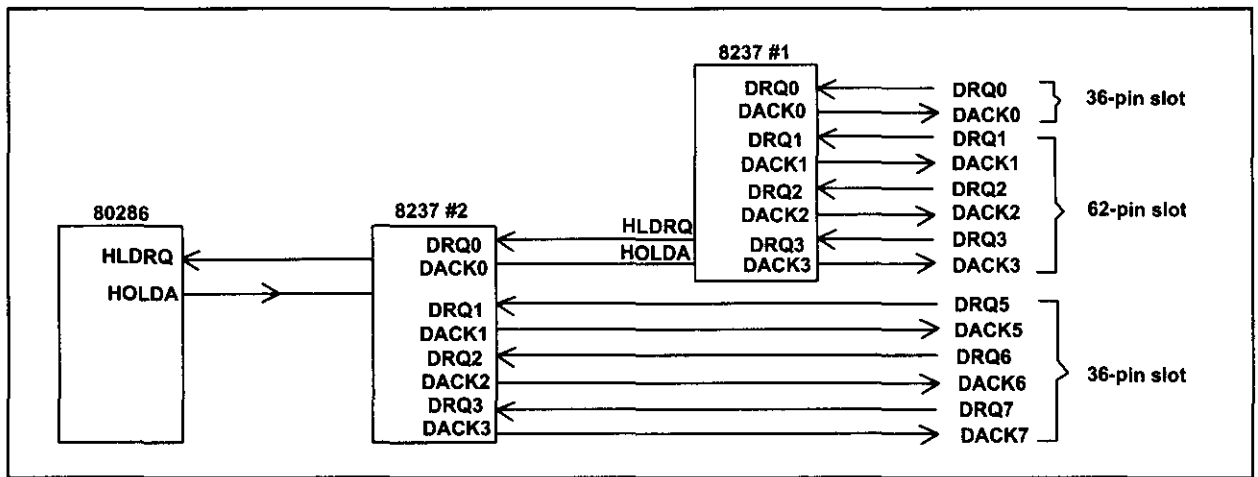 8237 #1
DRQ0
DACK0
DRQ1
DACK1
DRQ2
DACK2
DRQ3
DACK3
DRQ0
DACK0
36-pin slot
DRQ1
DACK1
DRQ2
DACK2
DRQ3
DACK3
62-pin slot
80286
HLDRQ
HOLDA
8237 #2
DRQ0
DACK0
DRQ1
DACK1
DRQ2
DACK2
DRQ3
DACK3
HLDRQ
HOLDA
DRQ5
DACK5
DRQ6
DACK6
DRQ7
DACK7
36-pin slot